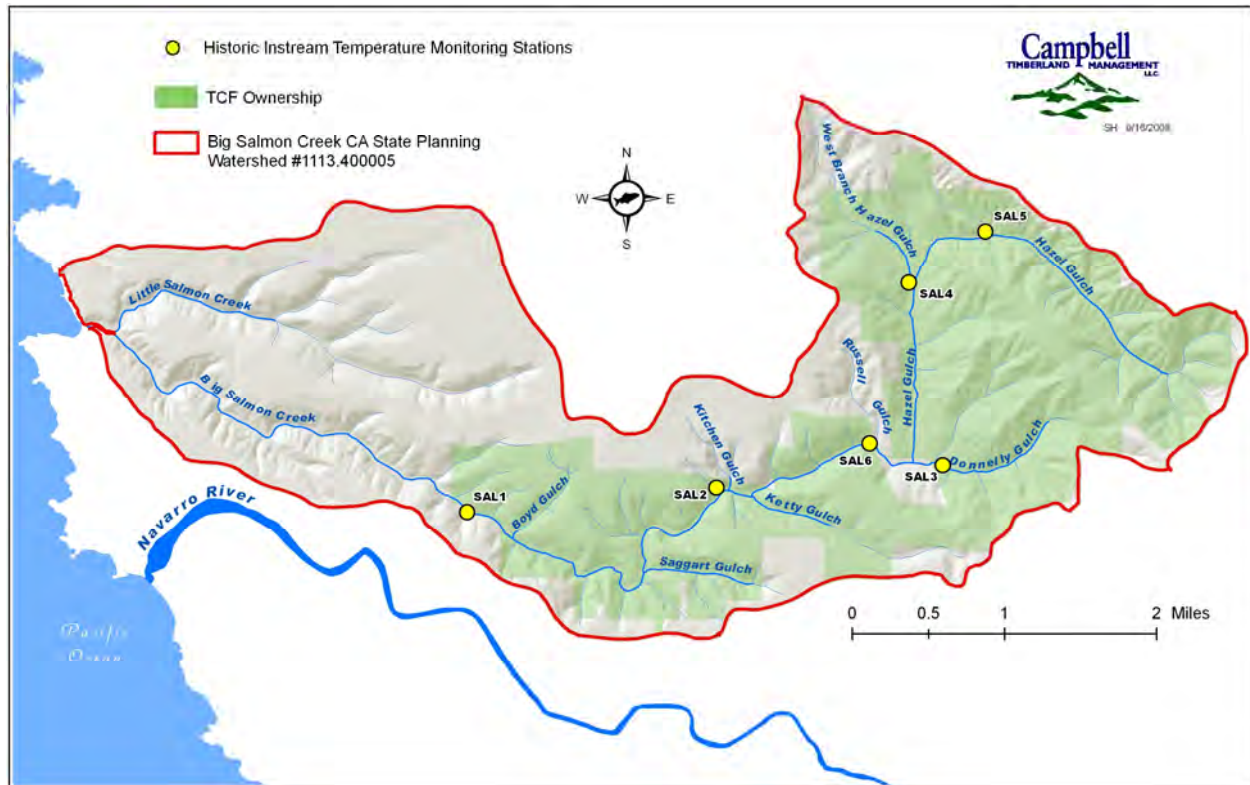 Historic Instream Temperature Monitoring Stations
TCF Ownership
Big Salmon Creek CA State Planning
Watershed #1113.400005
Campbell
TIMBERLAND MANAGEMENT
LLC
SH 9/16/2008
N
W
E
S
West Branch Hazel Gulch
SAL5
Hazel Gulch
SAL4
Little Salmon Creek
Russell
Gulch
Hazel Gulch
Big Salmon Creek
Kitchen Gulch
SAL6
Donnelly Gulch
SAL3
SAL2
Ketty Gulch
SAL1
Boyd Gulch
Navarro River
Saggart Gulch
0 0.5 1 2 Miles
Pacific
Ocean